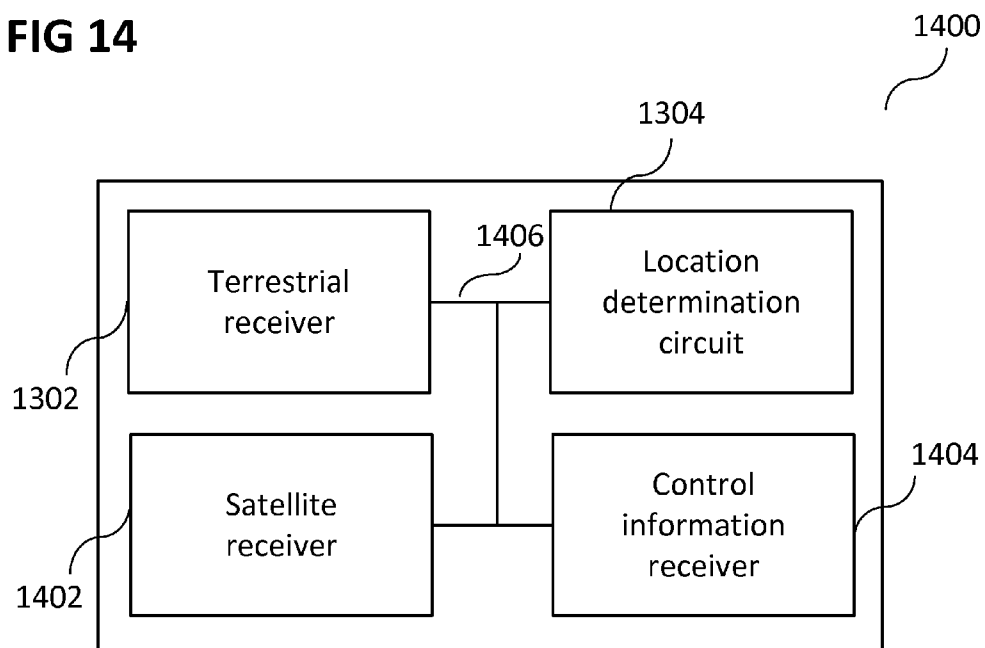 FIG 14
1400
1304
Terrestrial
receiver
1406
Location
determination
circuit
1302
Satellite
receiver
Control
information
receiver
1404
1402